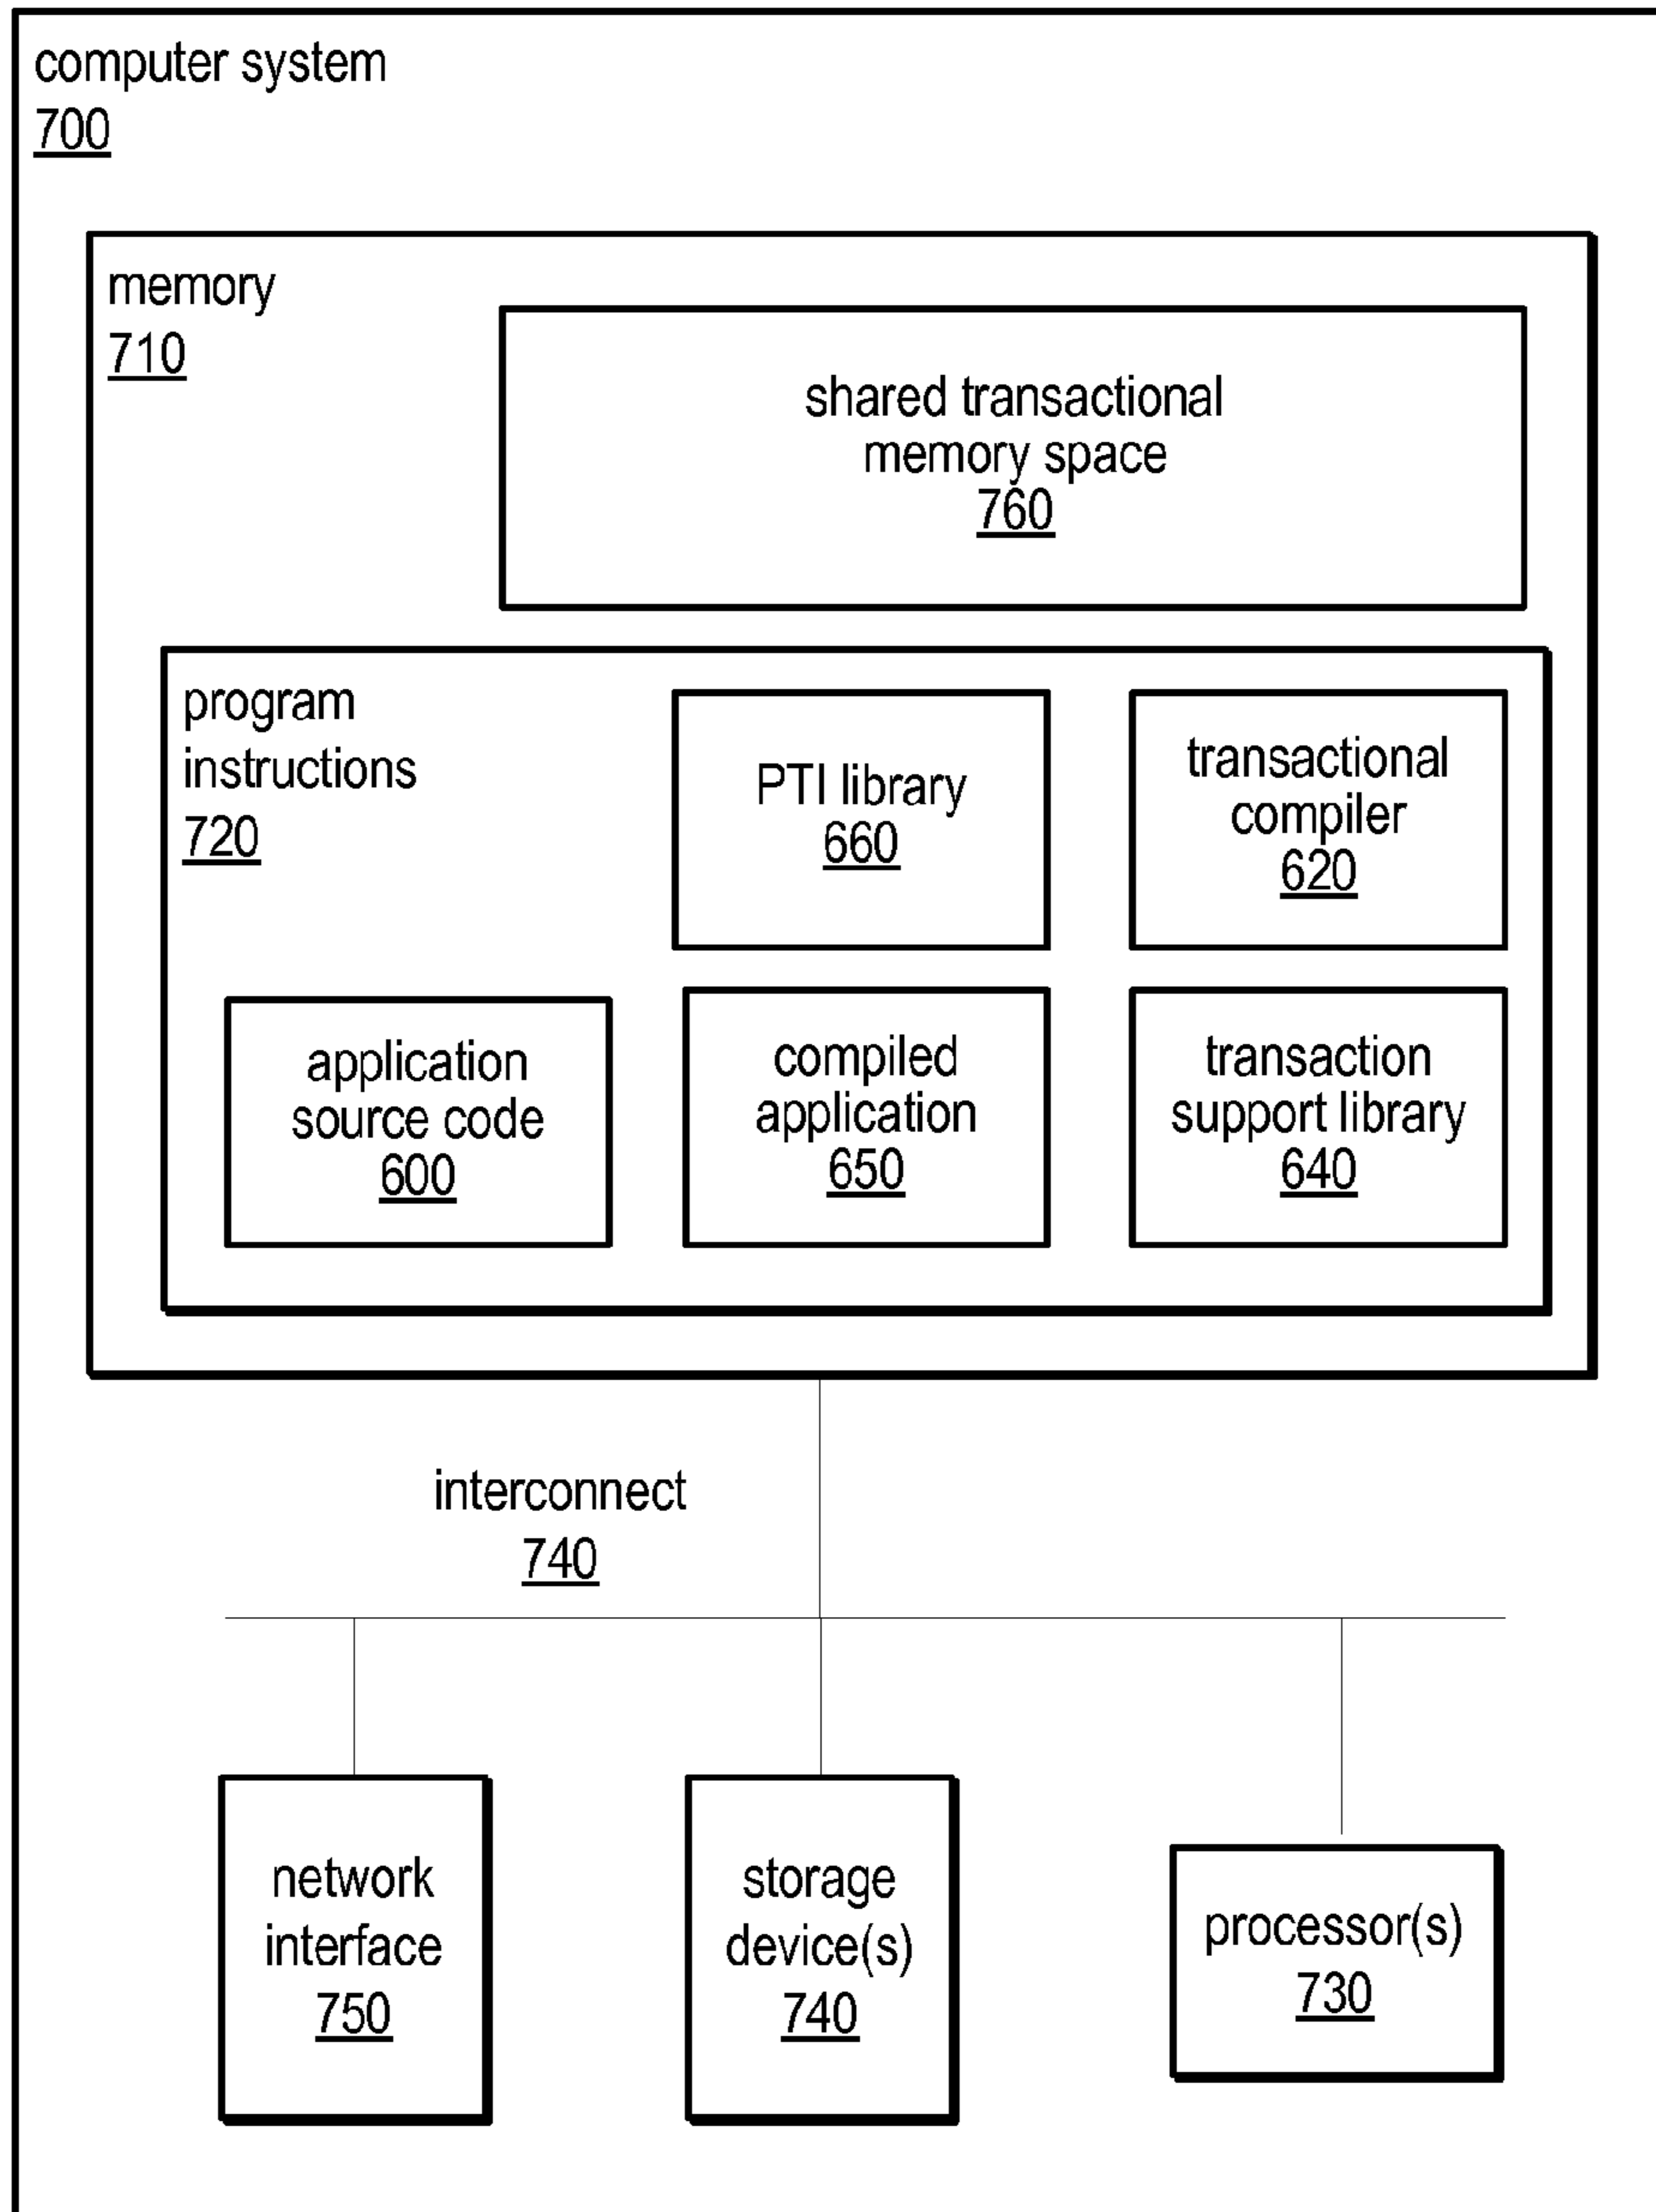 computer system
700
memory
710
shared transactional
memory space
760
program
instructions
720
PTI library
660
transactional
compiler
620
application
source code
600
compiled
application
650
transaction
support library
640
interconnect
740
network
interface
750
storage
device(s)
740
processor(s)
730